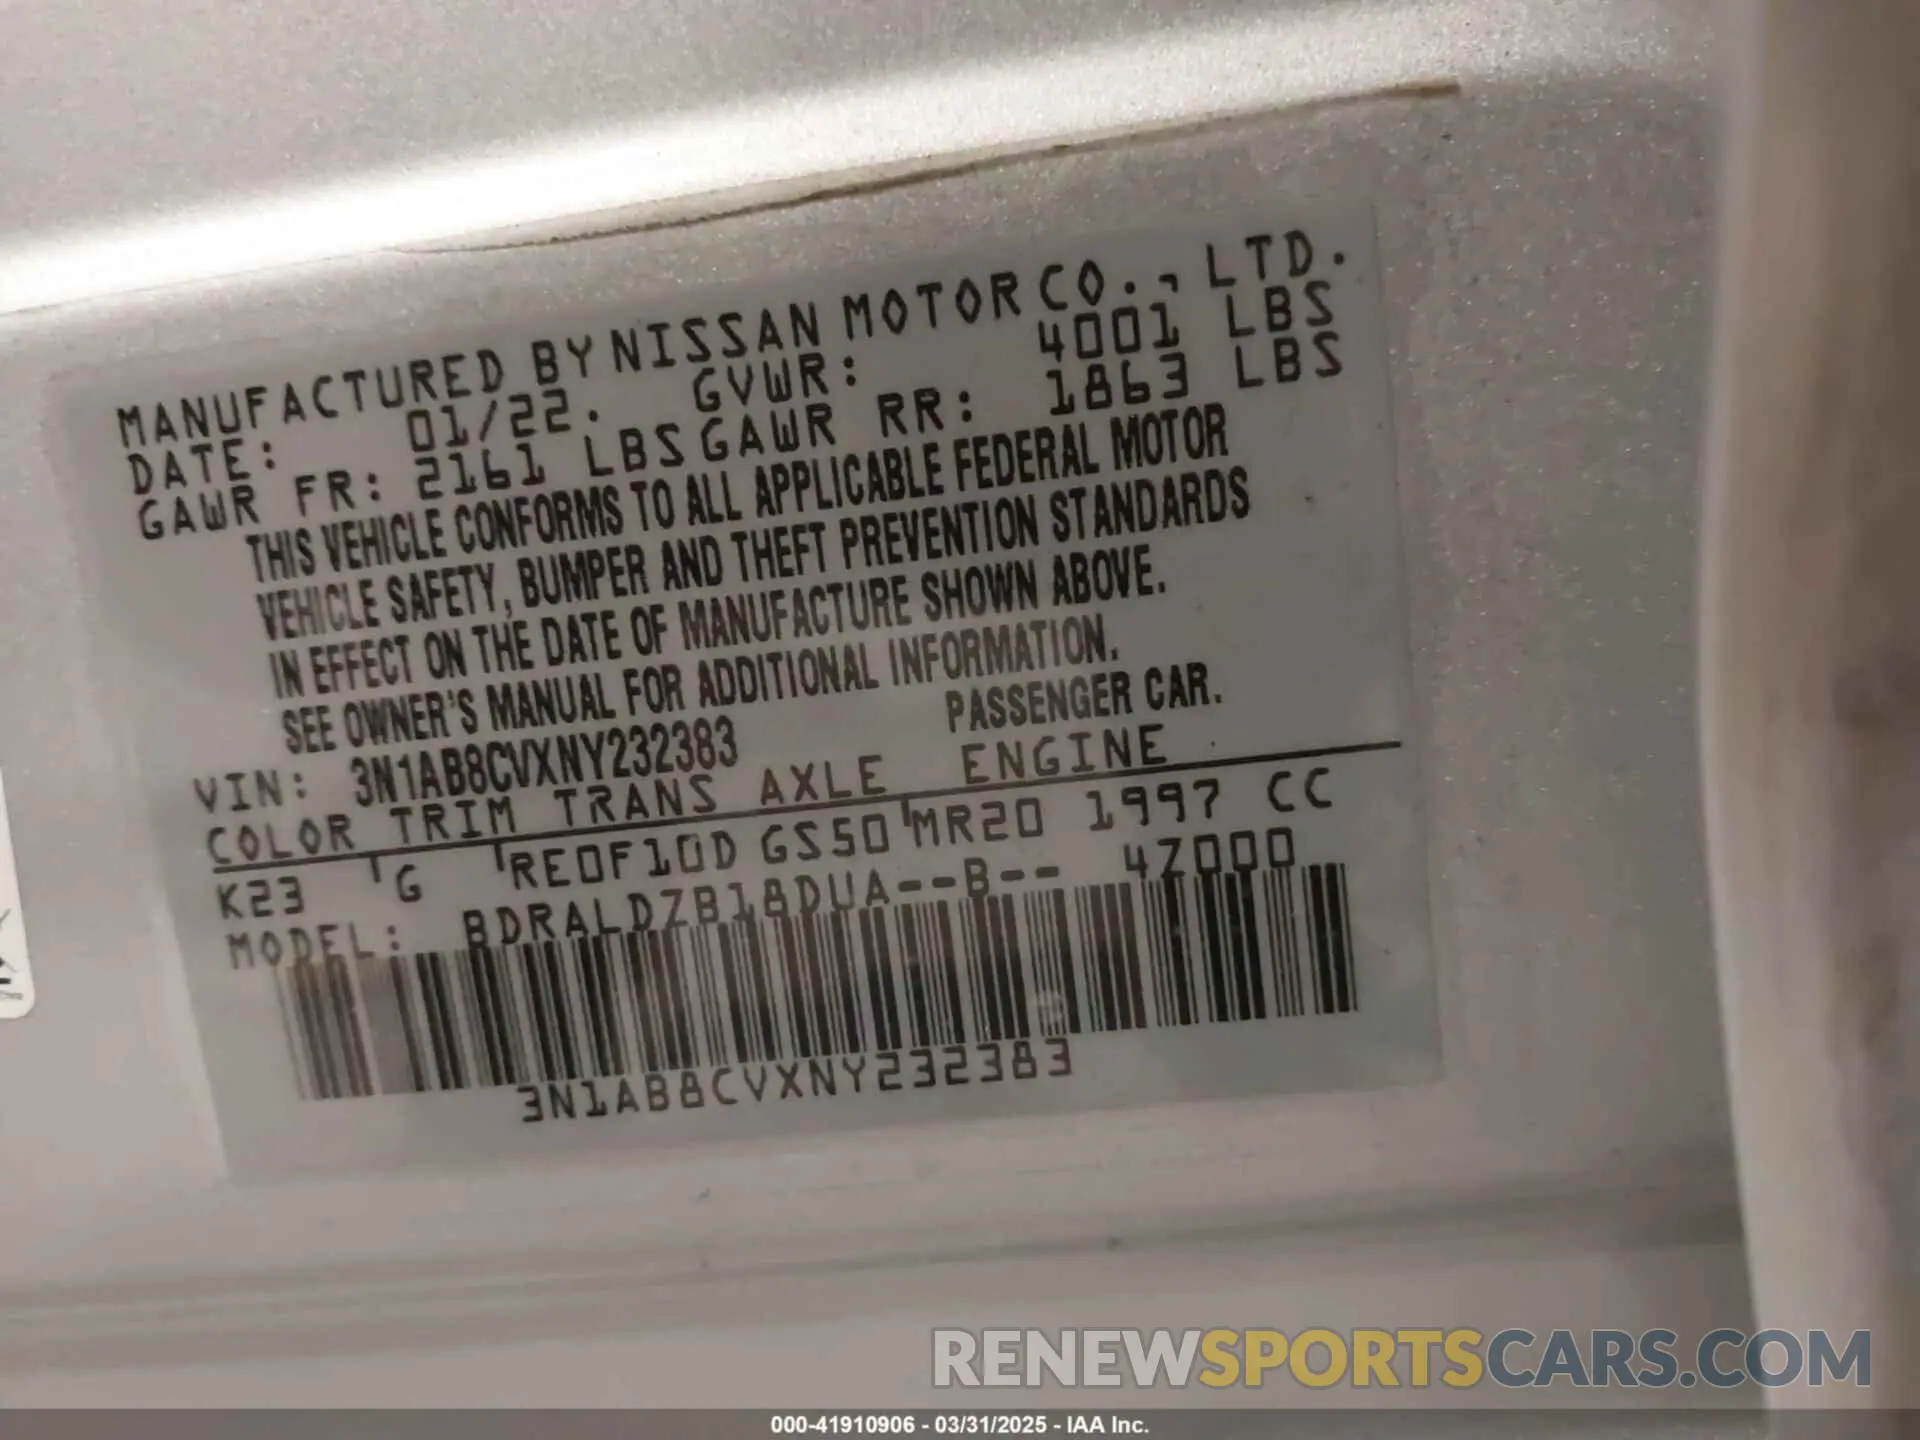 MANUFACTURED BY NISSAN MOTOR CO., LTD.
DATE: 01/22. GVWR: 4001 LBS
GAWR FR: 2161 LBS GAWR RR: 1863 LBS
THIS VEHICLE CONFORMS TO ALL APPLICABLE FEDERAL MOTOR
VEHICLE SAFETY, BUMPER AND THEFT PREVENTION STANDARDS
IN EFFECT ON THE DATE OF MANUFACTURE SHOWN ABOVE.
SEE OWNER'S MANUAL FOR ADDITIONAL INFORMATION.
VIN: 3N1AB8CVXNY232383 PASSENGER CAR.
COLOR TRIM TRANS AXLE ENGINE
K23 G RE0F10D GS50 MR20 1997 CC
MODEL: BDRALDZB18DUA--B-- 4Z000
3N1AB8CVXNY232383
RENEWSPORTSCARS.COM
000-41910906 - 03/31/2025 - IAA Inc.